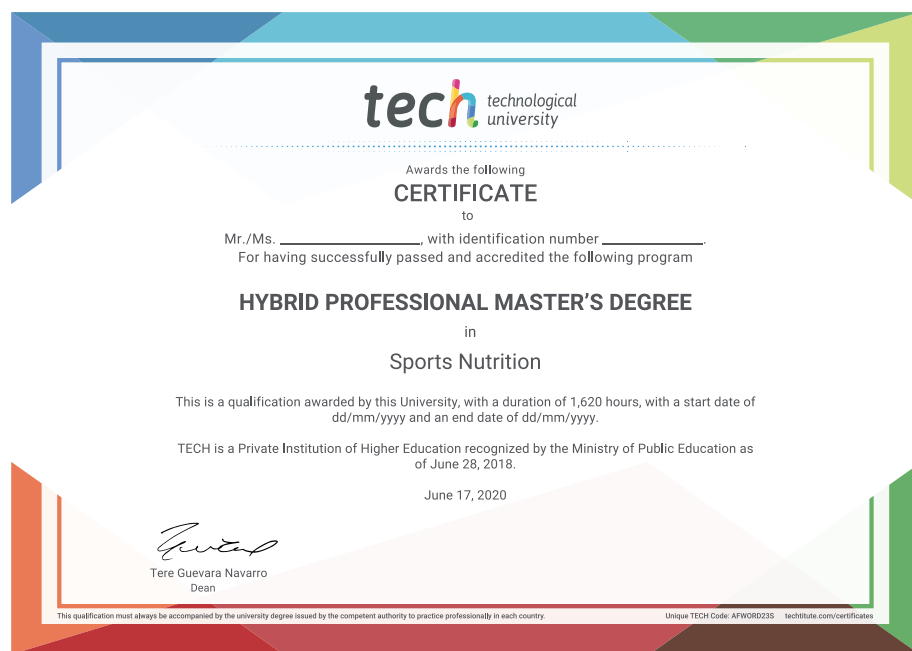 tech technological
university
Awards the following
CERTIFICATE
to
Mr./Ms. ____________________, with identification number ______________.
For having successfully passed and accredited the following program
HYBRID PROFESSIONAL MASTER'S DEGREE
in
Sports Nutrition
This is a qualification awarded by this University, with a duration of 1,620 hours, with a start date of
dd/mm/yyyy and an end date of dd/mm/yyyy.
TECH is a Private Institution of Higher Education recognized by the Ministry of Public Education as
of June 28, 2018.
June 17, 2020
Tere Guevara Navarro
Dean
This qualification must always be accompanied by the university degree issued by the competent authority to practice professionally in each country. Unique TECH Code: AFWORD23S techtitute.com/certificates